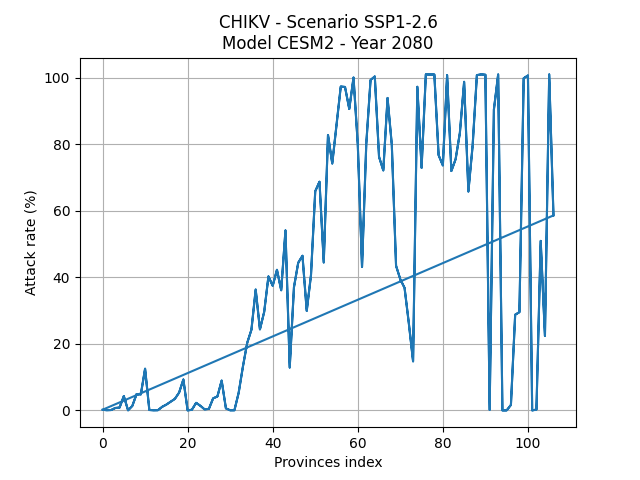 CHIKV - Scenario SSP1-2.6
Model CESM2 - Year 2080
Attack rate (%)
100
80
60
40
20
0
0 20 40 60 80 100
Provinces index